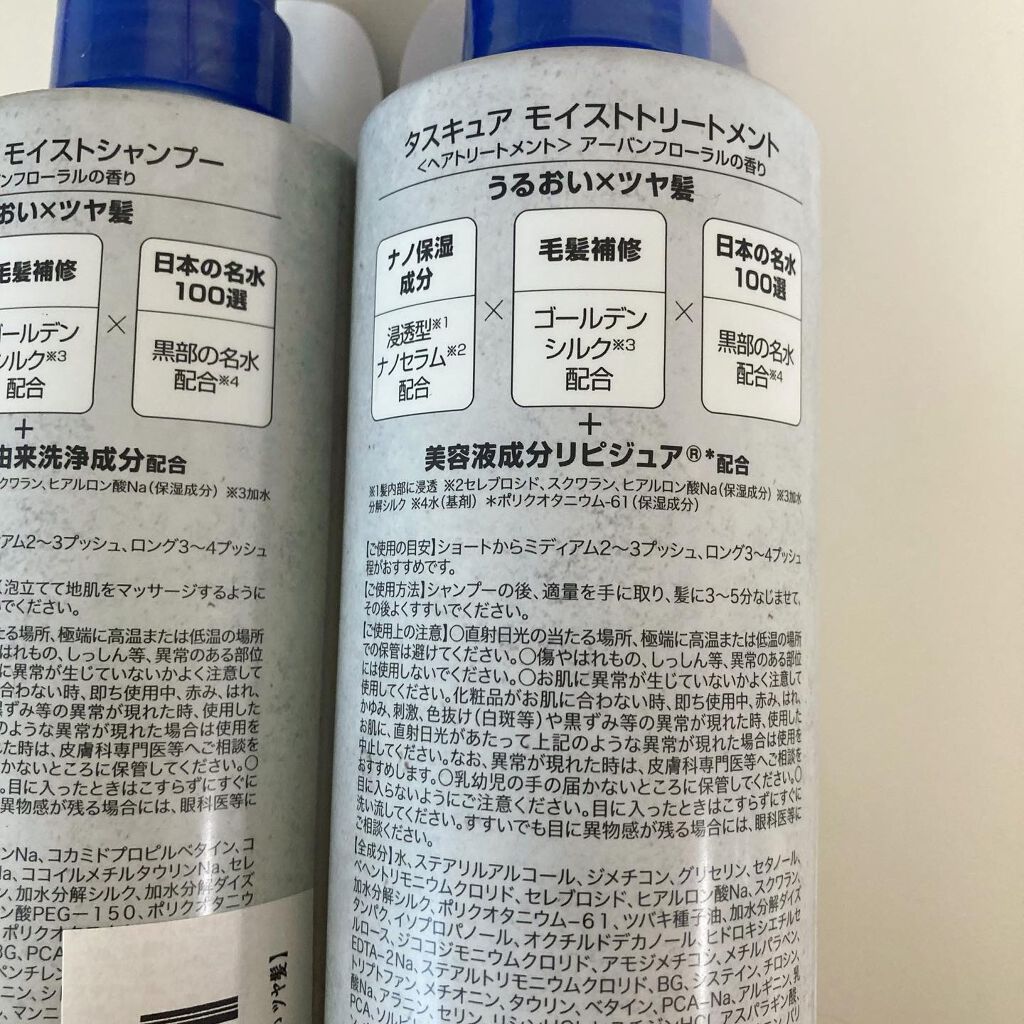 モイストシャンプー
ンフローラルの香り
おい×ツヤ髪
毛髪補修
ゴールデン
シルク※3
配合
×
日本の名水
100選
黒部の名水
配合※4
+
由来洗浄成分配合
スクワラン、ヒアルロン酸Na(保湿成分) ※3加水
ィアム2〜3プッシュ、ロング3〜4プッシュ
く泡立てて地肌をマッサージするように
でください。
たる場所、極端に高温または低温の場所
はれもの、しっしん等、異常のある部位
に異常が生じていないかよく注意して
合わない時、即ち使用中、赤み、はれ、
黒ずみ等の異常が現れた時、使用した
のような異常が現れた場合は使用を
れた時は、皮膚科専門医等へご相談を
かないところに保管してください。〇
。目に入ったときはこすらずにすぐに
異物感が残る場合には、眼科医等に
ンNa、コカミドプロピルベタイン、コ
Na、ココイルメチルタウリンNa、セレ
ン、加水分解シルク、加水分解ダイズ
ン酸PEG-150、ポリクオタニウ
BG、PCA
ペンチレン
ニン、シ
、マンニ
タスキュア モイストトリートメント
<ヘアトリートメント> アーバンフローラルの香り
うるおい×ツヤ髪
ナノ保湿
成分
浸透型※1
ナノセラム※2
配合
×
毛髪補修
ゴールデン
シルク※3
配合
×
日本の名水
100選
黒部の名水
配合※4
+
美容液成分リピジュア®*配合
※1髪内部に浸透 ※2セレブロシド、スクワラン、ヒアルロン酸Na(保湿成分) ※3加水
分解シルク ※4水(基剤) *ポリクオタニウム-61(保湿成分)
【ご使用の目安】ショートからミディアム2〜3プッシュ、ロング3〜4プッシュ
程がおすすめです。
【ご使用方法】シャンプーの後、適量を手に取り、髪に3〜5分なじませて、
その後よくすすいでください。
【ご使用上の注意】〇直射日光の当たる場所、極端に高温または低温の場所
での保管は避けてください。〇傷やはれもの、しっしん等、異常のある部位
には使用しないでください。〇お肌に異常が生じていないかよく注意して
使用してください。化粧品がお肌に合わない時、即ち使用中、赤み、はれ、
かゆみ、刺激、色抜け(白斑等)や黒ずみ等の異常が現れた時、使用した
お肌に、直射日光があたって上記のような異常が現れた場合は使用を
中止してください。なお、異常が現れた時は、皮膚科専門医等へご相談を
おすすめします。〇乳幼児の手の届かないところに保管してください。〇
目に入らないようにご注意ください。目に入ったときはこすらずにすぐに
洗い流してください。すすいでも目に異物感が残る場合には、眼科医等に
ご相談ください。
【全成分】水、ステアリルアルコール、ジメチコン、グリセリン、セタノール、
ベヘントリモニウムクロリド、セレブロシド、ヒアルロン酸Na、スクワラン、
加水分解シルク、ポリクオタニウム-61、ツバキ種子油、加水分解ダイズ
タンパク、イソプロパノール、オクチルドデカノール、ヒドロキシエチルセ
ルロース、ジココジモニウムクロリド、アモジメチコン、メチルパラベン、
EDTA-2Na、ステアルトリモニウムクロリド、BG、システイン、チロシン、
トリプトファン、メチオニン、タウリン、ベタイン、PCA-Na、アルギニン、乳
酸Na、アラニン、セリン、リシンHCl、ヒスチジンHCl、アスパラギン酸、
PCA、ソルビ